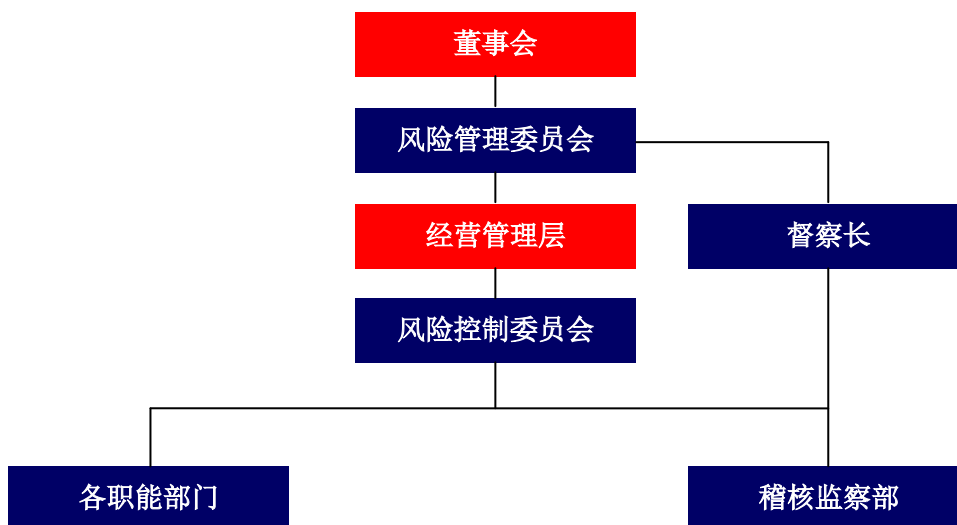 董事会
风险管理委员会
经营管理层
督察长
风险控制委员会
各职能部门
稽核监察部